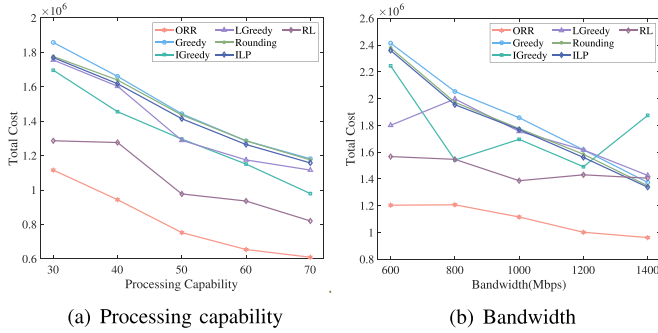 ×10⁶
2
1.8
1.6
1.4
1.2
1
0.8
0.6
Total Cost
ORR LGreedy RL
Greedy Rounding
IGreedy ILP
30 40 50 60 70
Processing Capability
(a) Processing capability
×10⁶
2.6
2.4
2.2
2
1.8
1.6
1.4
1.2
1
0.8
Total Cost
ORR LGreedy RL
Greedy Rounding
IGreedy ILP
600 800 1000 1200 1400
Bandwidth(Mbps)
(b) Bandwidth